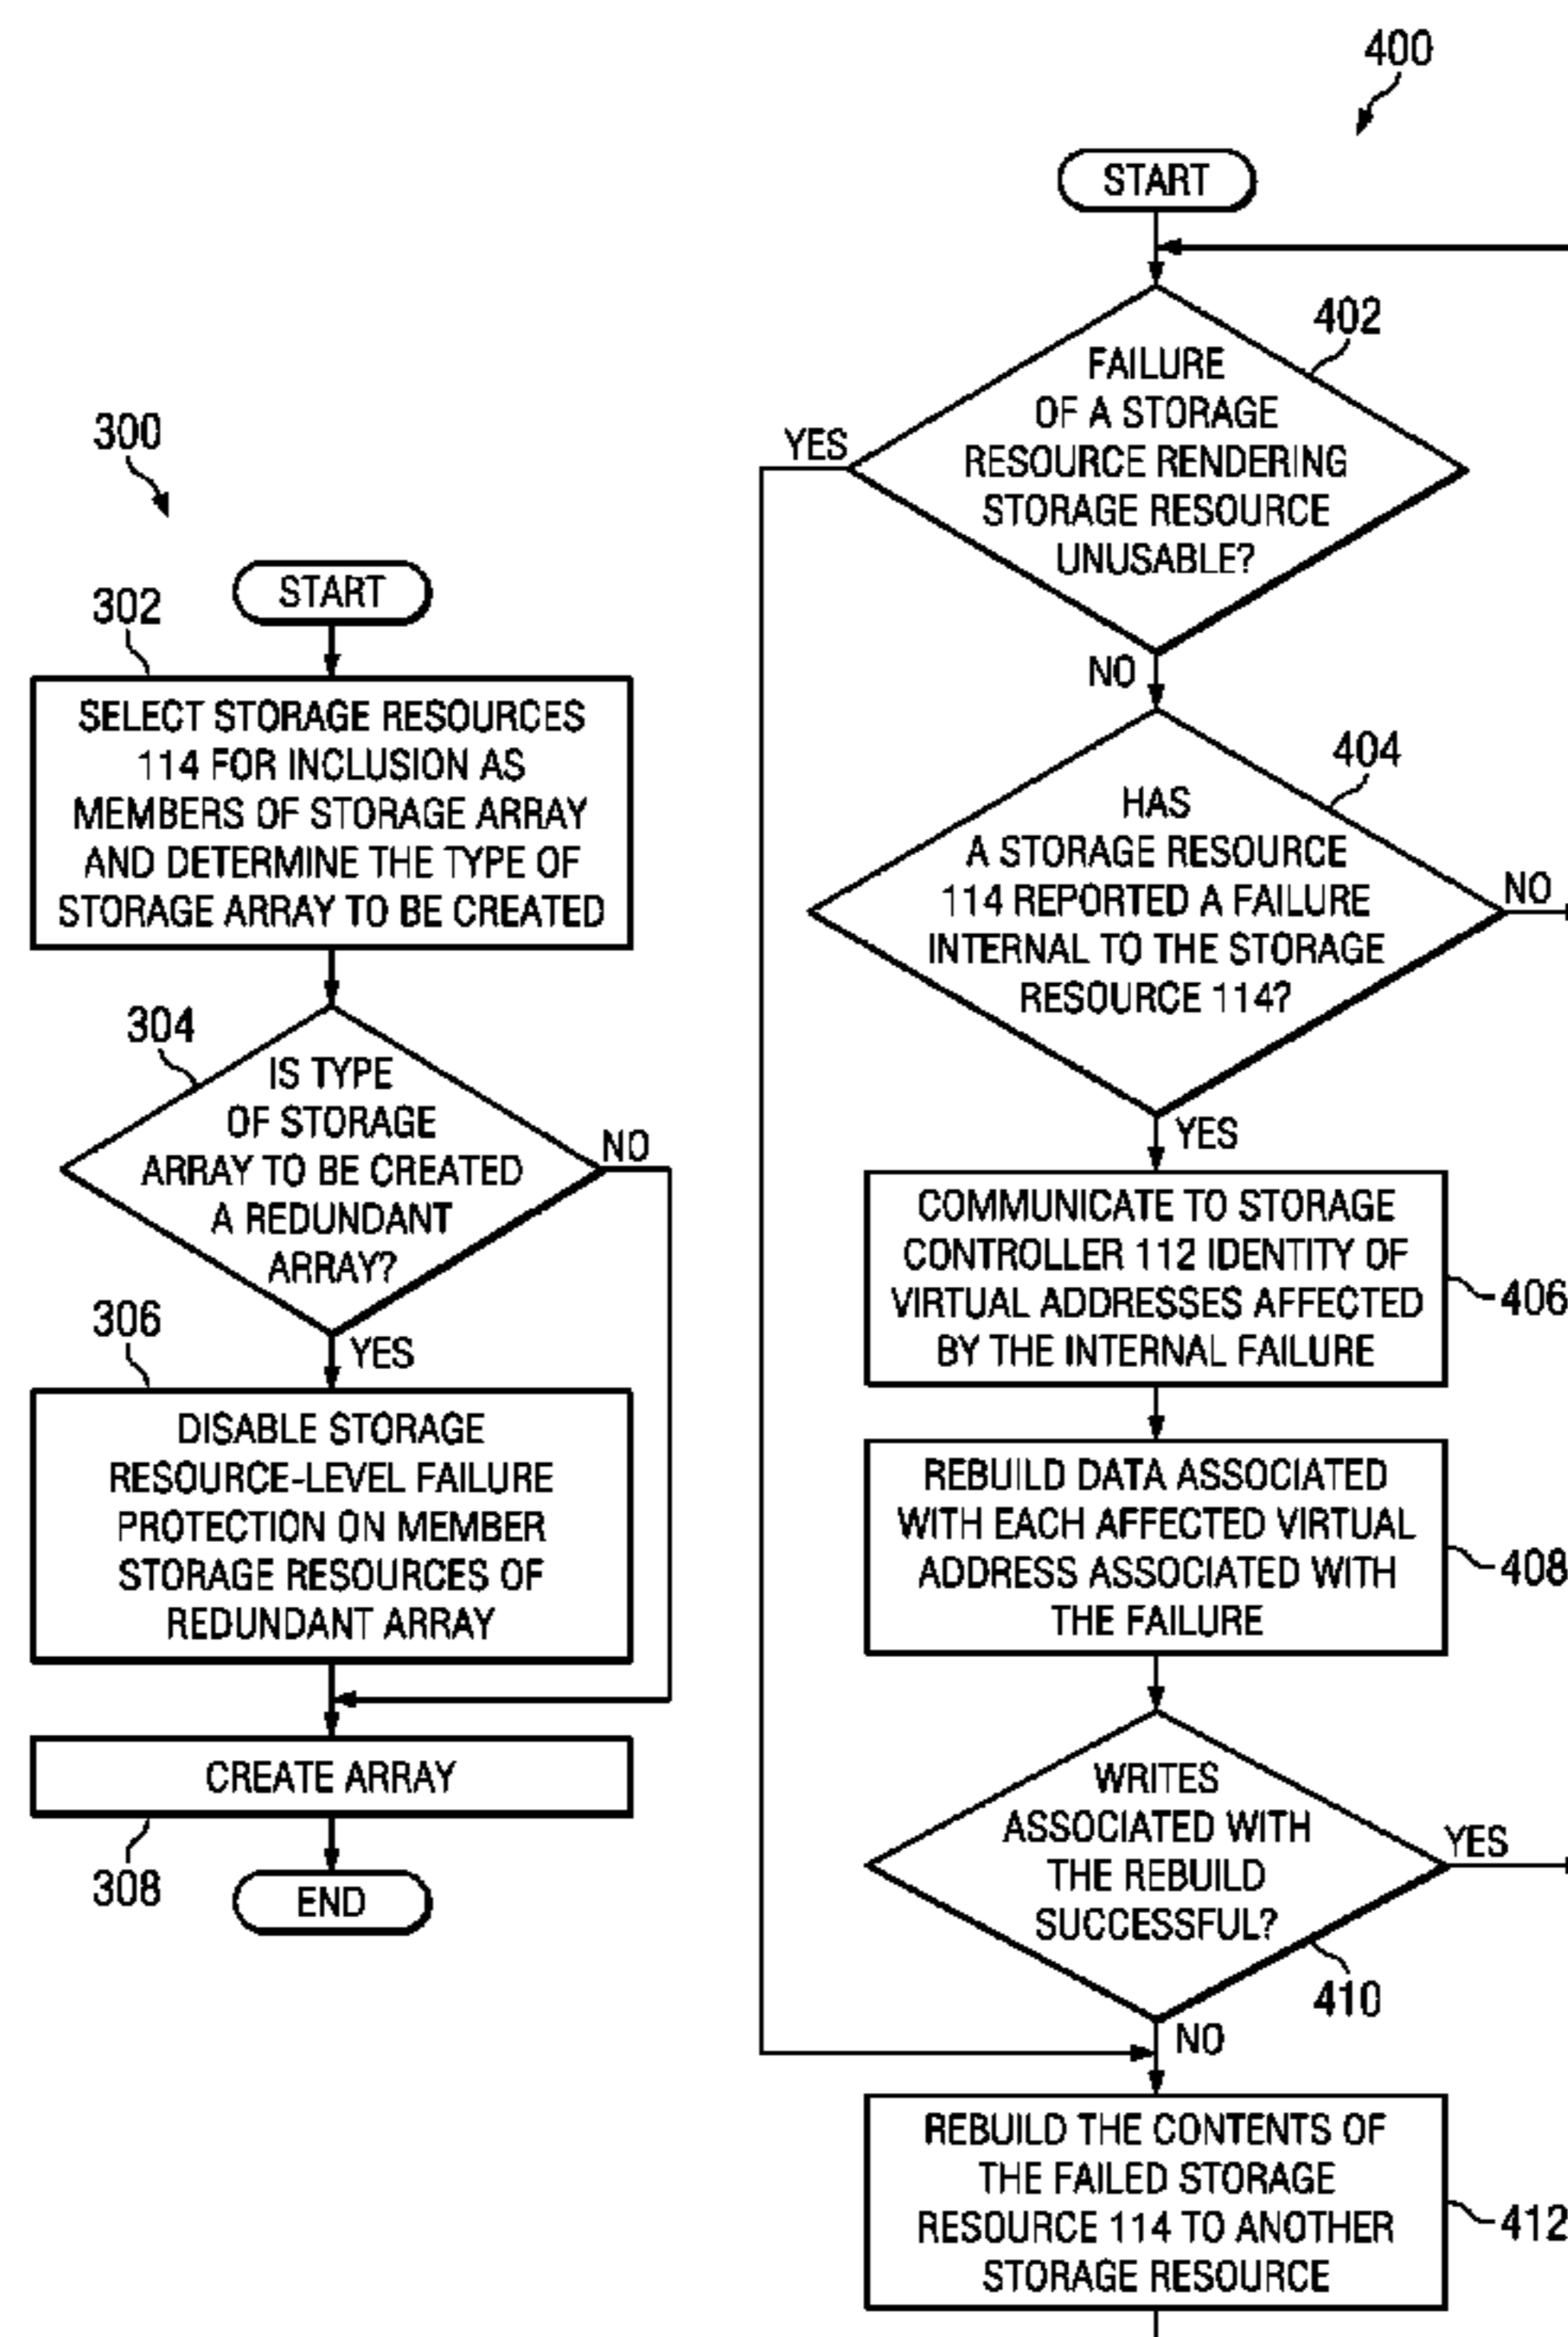 300
START
302
SELECT STORAGE RESOURCES
114 FOR INCLUSION AS
MEMBERS OF STORAGE ARRAY
AND DETERMINE THE TYPE OF
STORAGE ARRAY TO BE CREATED
304
IS TYPE
OF STORAGE
ARRAY TO BE CREATED
A REDUNDANT
ARRAY?
NO
YES
306
DISABLE STORAGE
RESOURCE-LEVEL FAILURE
PROTECTION ON MEMBER
STORAGE RESOURCES OF
REDUNDANT ARRAY
CREATE ARRAY
308
END
400
START
402
FAILURE
OF A STORAGE
RESOURCE RENDERING
STORAGE RESOURCE
UNUSABLE?
YES
NO
404
HAS
A STORAGE RESOURCE
114 REPORTED A FAILURE
INTERNAL TO THE STORAGE
RESOURCE 114?
NO
YES
COMMUNICATE TO STORAGE
CONTROLLER 112 IDENTITY OF
VIRTUAL ADDRESSES AFFECTED
BY THE INTERNAL FAILURE
406
REBUILD DATA ASSOCIATED
WITH EACH AFFECTED VIRTUAL
ADDRESS ASSOCIATED WITH
THE FAILURE
408
WRITES
ASSOCIATED WITH
THE REBUILD
SUCCESSFUL?
YES
410
NO
REBUILD THE CONTENTS OF
THE FAILED STORAGE
RESOURCE 114 TO ANOTHER
STORAGE RESOURCE
412